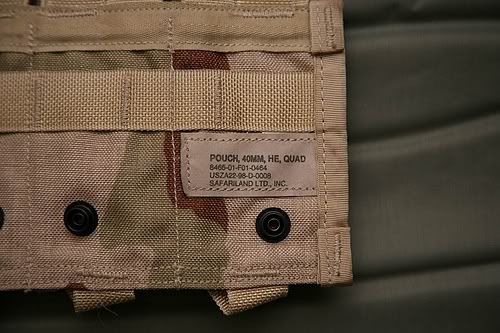 POUCH, 40MM, HE, QUAD
8465-01-F01-0464
USZA22-98-D-0008
SAFARILAND LTD., INC.